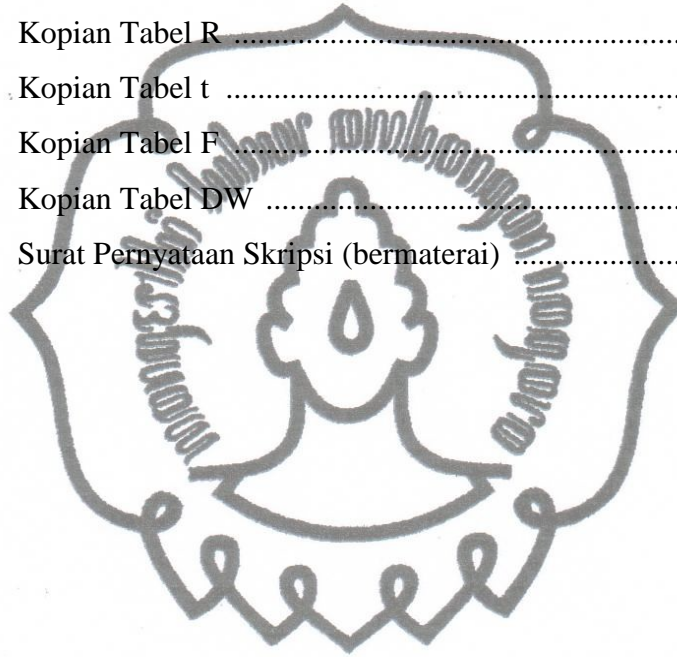 Kopian Tabel R ........................................................
Kopian Tabel t ........................................................
Kopian Tabel F ........................................................
Kopian Tabel DW ..................................................
Surat Pernyataan Skripsi (bermaterai) ....................